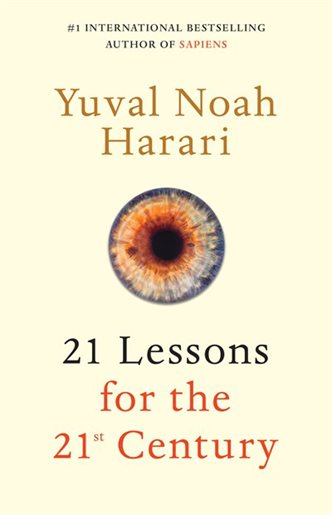 #1 INTERNATIONAL BESTSELLING
AUTHOR OF SAPIENS
Yuval Noah
Harari
21 Lessons
for the
21st Century